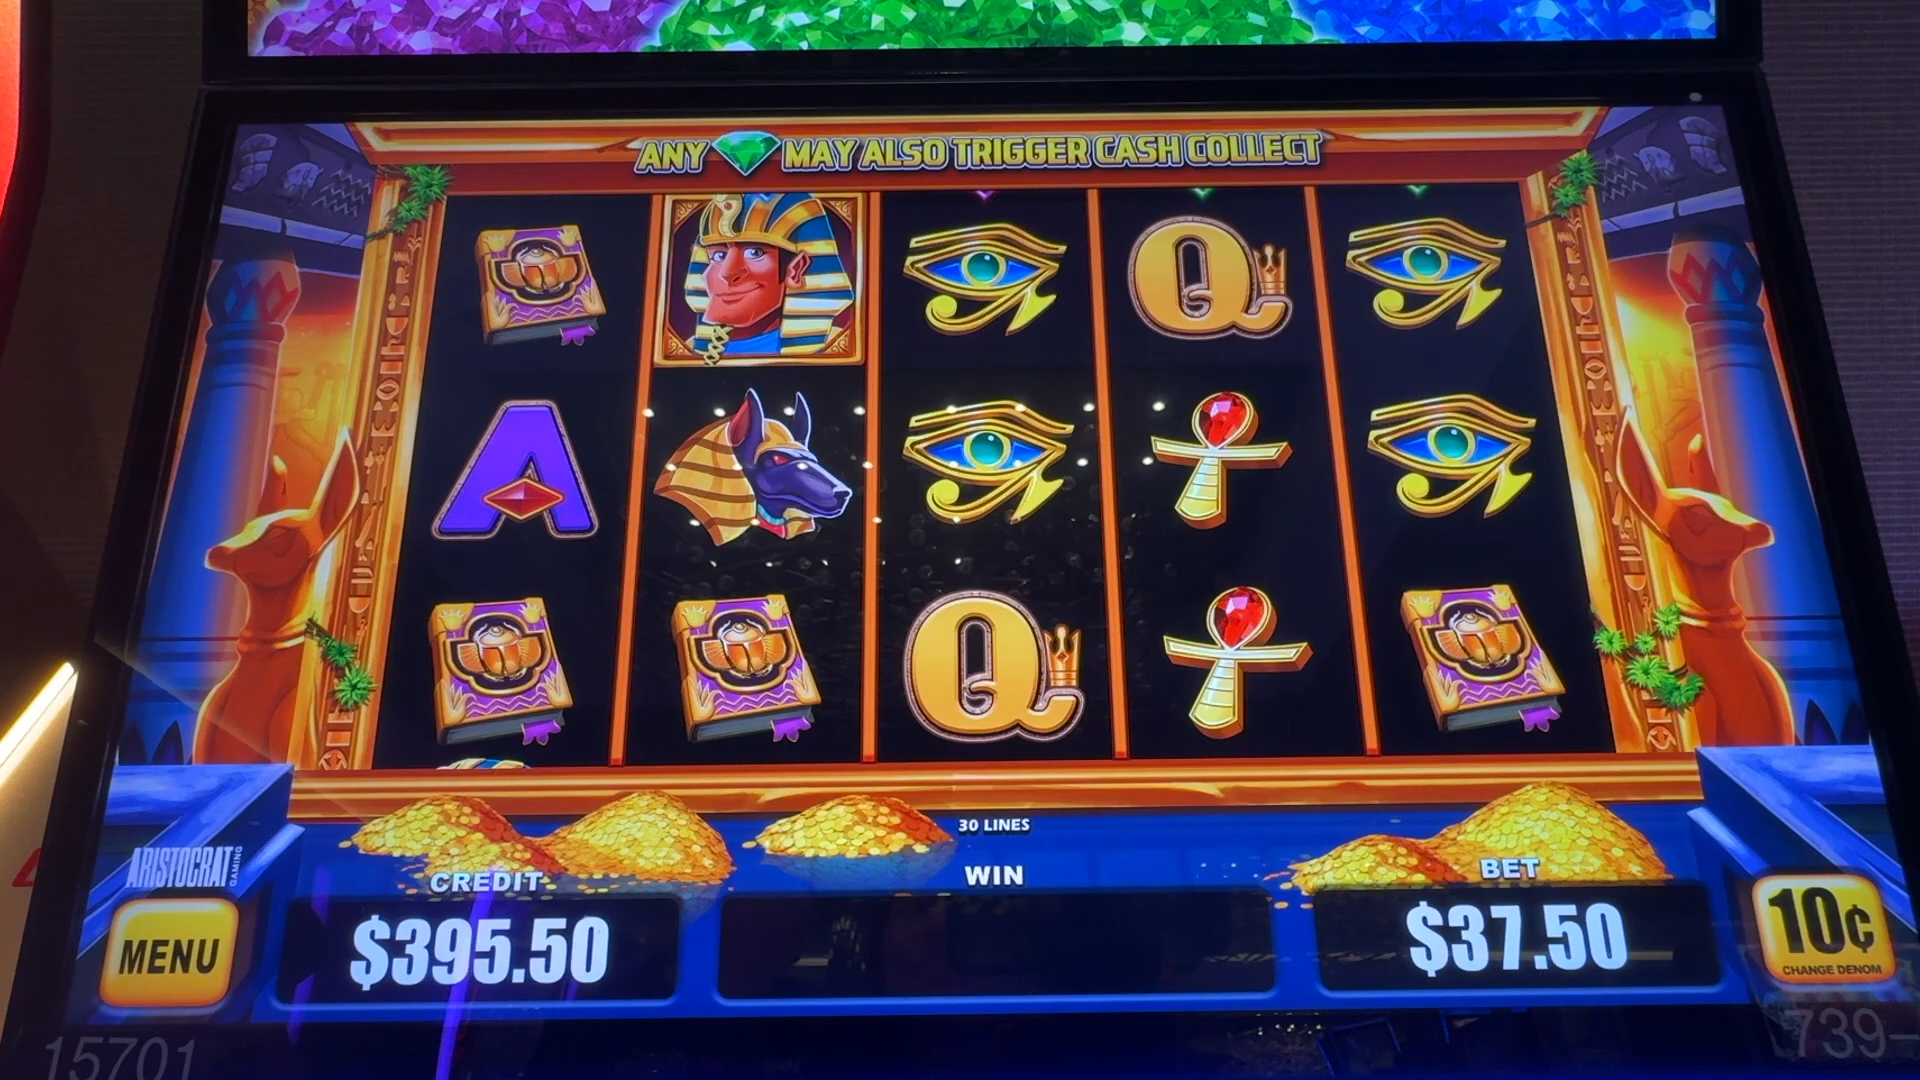 ANY MAY ALSO TRIGGER CASH COLLECT
Q
A
Q
30 LINES
ARISTOCRAT
GAMING
CREDIT
WIN
BET
MENU
$395.50
$37.50
10¢
CHANGE DENOM
15701
739-